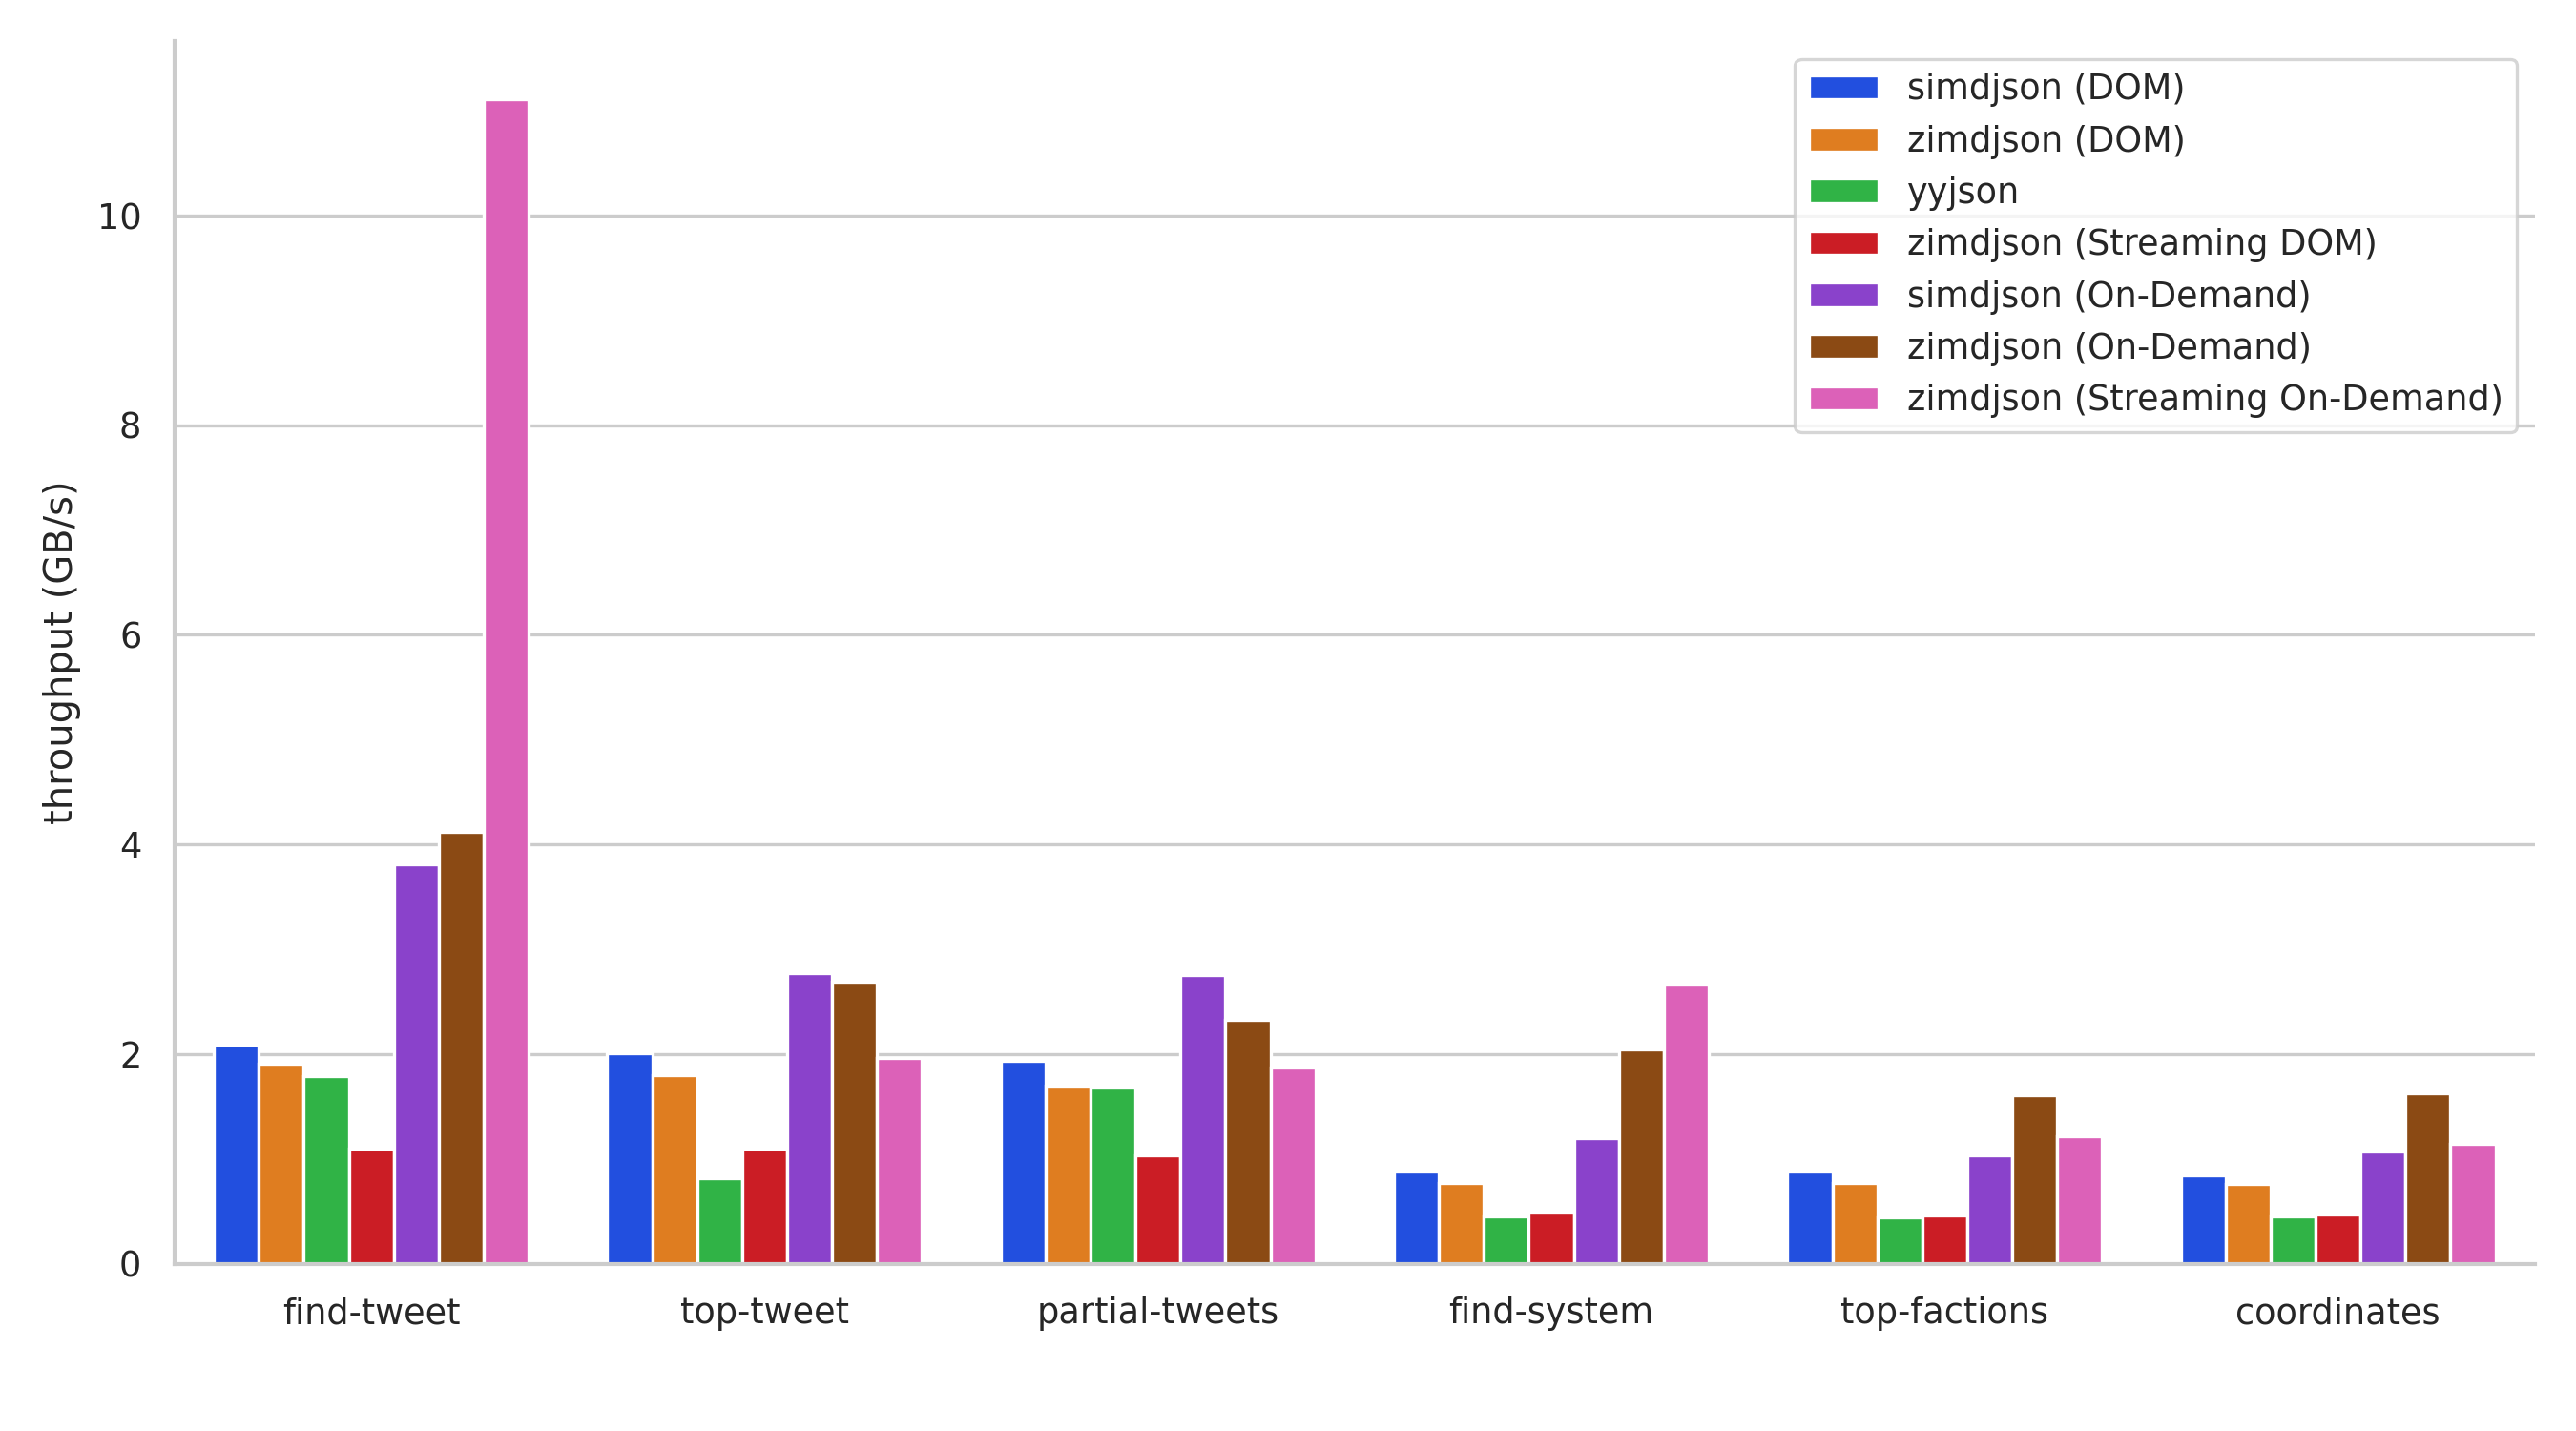 simdjson (DOM)
zimdjson (DOM)
yyjson
zimdjson (Streaming DOM)
simdjson (On-Demand)
zimdjson (On-Demand)
zimdjson (Streaming On-Demand)
throughput (GB/s)
10
8
6
4
2
0
find-tweet
top-tweet
partial-tweets
find-system
top-factions
coordinates